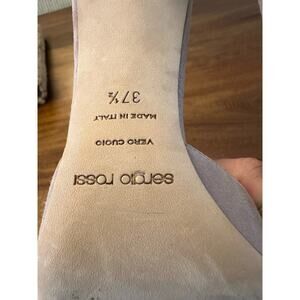 37½
MADE IN ITALY
VERO CUOIO
sergio rossi